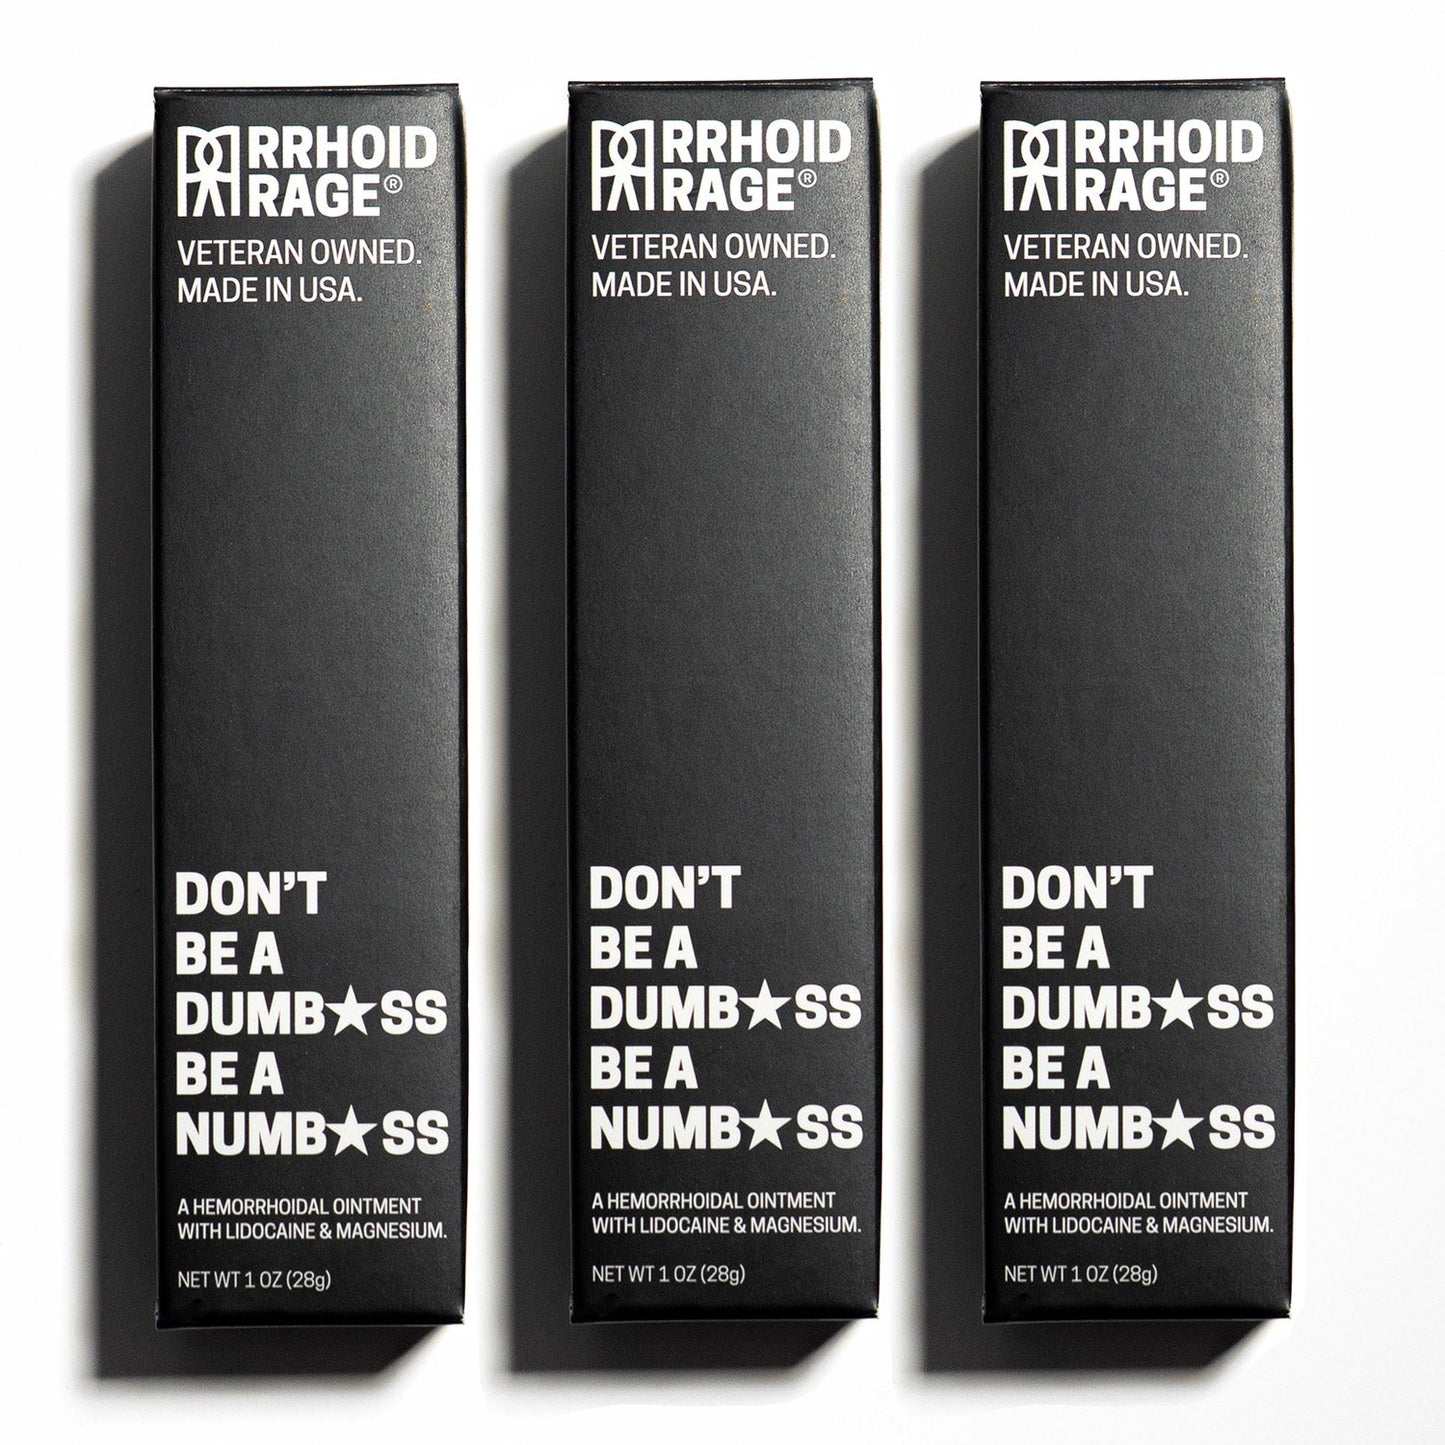 RRHOID
RAGE®
VETERAN OWNED.
MADE IN USA.
DON'T
BE A
DUMB★SS
BE A
NUMB★SS
A HEMORRHOIDAL OINTMENT
WITH LIDOCAINE & MAGNESIUM.
NET WT 1 OZ (28g)
RRHOID
RAGE®
VETERAN OWNED.
MADE IN USA.
DON'T
BE A
DUMB★SS
BE A
NUMB★SS
A HEMORRHOIDAL OINTMENT
WITH LIDOCAINE & MAGNESIUM.
NET WT 1 OZ (28g)
RRHOID
RAGE®
VETERAN OWNED.
MADE IN USA.
DON'T
BE A
DUMB★SS
BE A
NUMB★SS
A HEMORRHOIDAL OINTMENT
WITH LIDOCAINE & MAGNESIUM.
NET WT 1 OZ (28g)